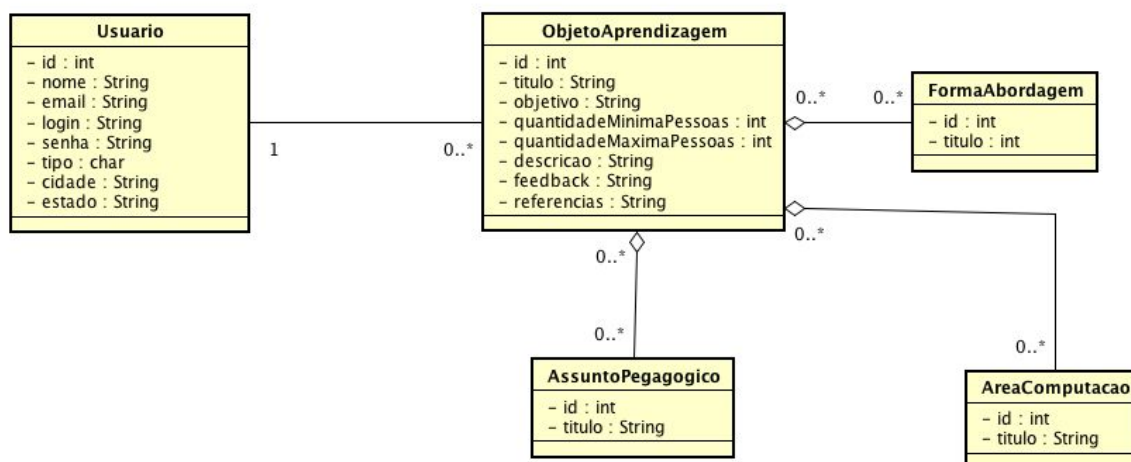 Usuario
- id : int
- nome : String
- email : String
- login : String
- senha : String
- tipo : char
- cidade : String
- estado : String
1
0..*
ObjetoAprendizagem
- id : int
- titulo : String
- objetivo : String
- quantidadeMinimaPessoas : int
- quantidadeMaximaPessoas : int
- descricao : String
- feedback : String
- referencias : String
0..*
0..*
FormaAbordagem
- id : int
- titulo : int
0..*
0..*
0..*
0..*
AssuntoPegagogico
- id : int
- titulo : String
AreaComputacao
- id : int
- titulo : String